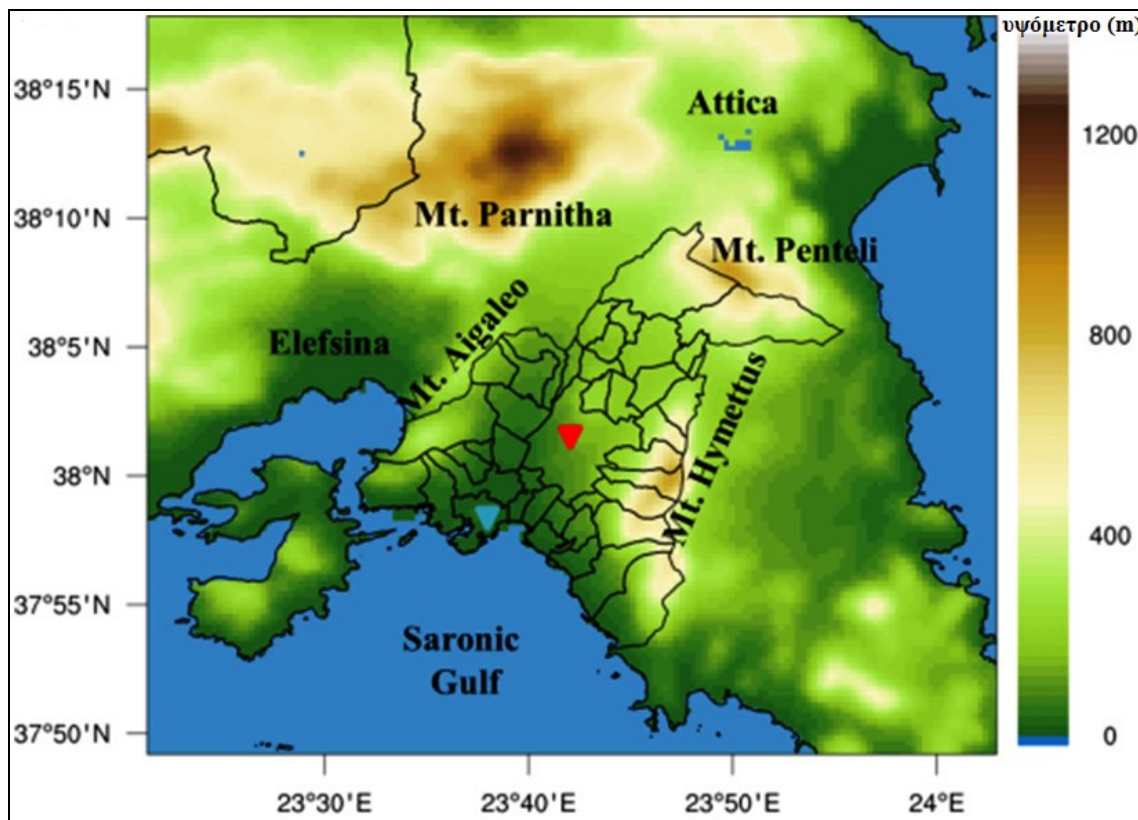 υψόμετρο (m)
38°15'N
Attica
1200
38°10'N
Mt. Parnitha
Mt. Penteli
Mt. Aigaleo
800
38°5'N
Elefsina
Mt. Hymettus
38°0'N
400
37°55'N
Saronic
Gulf
37°50'N
0
23°30'E
23°40'E
23°50'E
24°E